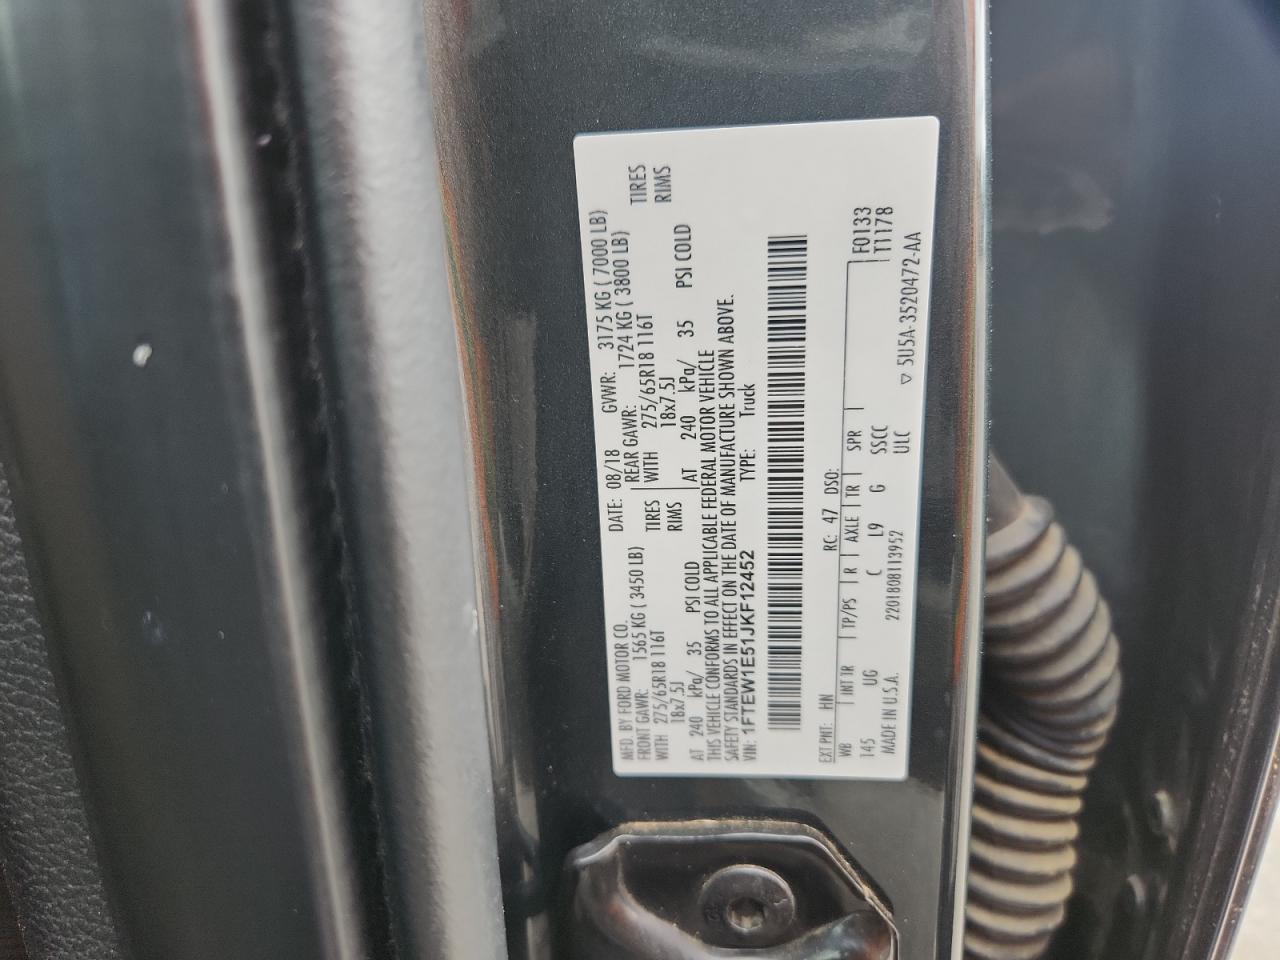 MFD. BY FORD MOTOR CO.
DATE: 08/18 GVWR: 3175 KG ( 7000 LB)
FRONT GAWR: 1565 KG ( 3450 LB)
REAR GAWR: 1724 KG ( 3800 LB)
WITH 275/65R18 116T TIRES
WITH 275/65R18 116T TIRES
18x7.5J RIMS
18x7.5J RIMS
AT 240 kPa/ 35 PSI COLD
AT 240 kPa/ 35 PSI COLD
THIS VEHICLE CONFORMS TO ALL APPLICABLE FEDERAL MOTOR VEHICLE
SAFETY STANDARDS IN EFFECT ON THE DATE OF MANUFACTURE SHOWN ABOVE.
VIN: 1FTEW1E51JKF12452 TYPE: Truck
EXT PNT: HN RC: 47 DSO:
WB INT TR TP/PS R AXLE TR SPR F0133
145 UG C L9 G SSCC T1178
MADE IN U.S.A. 2201808113952 ULC ▽ 5U5A-3520472-AA